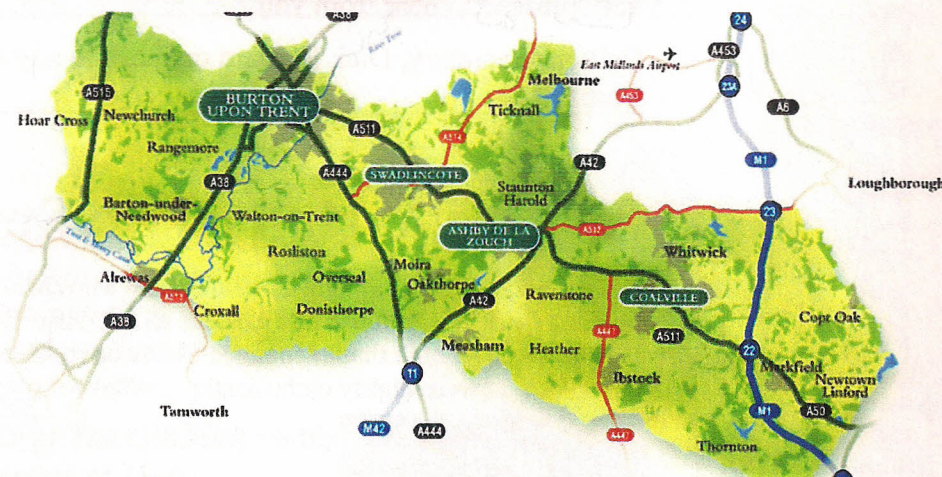 A38
A38
24
River Trent
East Midlands Airport
A453
Melbourne
A515
23A
A453
BURTON
UPON TRENT
Ticknall
A6
Hoar Cross
Newchurch
A511
A514
Rangemore
M1
A42
A444
SWADLINCOTE
A38
Loughborough
Staunton
Harold
Barton-under-
Needwood
23
Walton-on-Trent
ASHBY DE LA
ZOUCH
A512
Whitwick
Rosliston
Moira
Alrewas
Overseal
Oakthorpe
A513
Ravenstone
COALVILLE
A42
Croxall
Donisthorpe
Copt Oak
A38
A447
A511
Measham
Heather
22
Markfield
11
Ibstock
Newtown
Linford
Tamworth
M1
A50
M42
A444
A447
Thornton